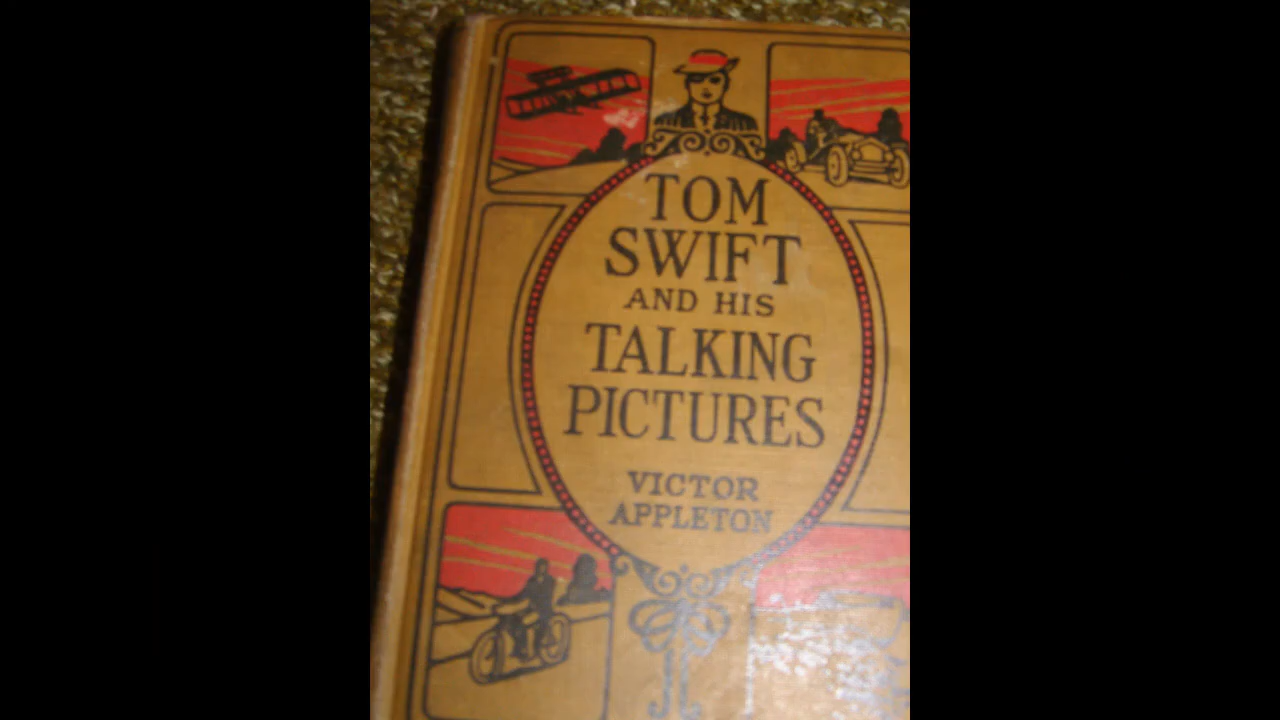 TOM
SWIFT
AND HIS
TALKING
PICTURES
VICTOR
APPLETON